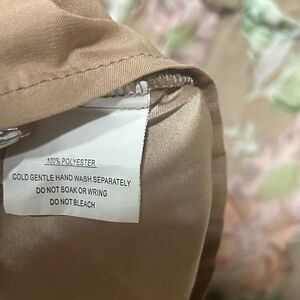 100% POLYESTER
COLD GENTLE HAND WASH SEPARATELY
DO NOT SOAK OR WRING
DO NOT BLEACH